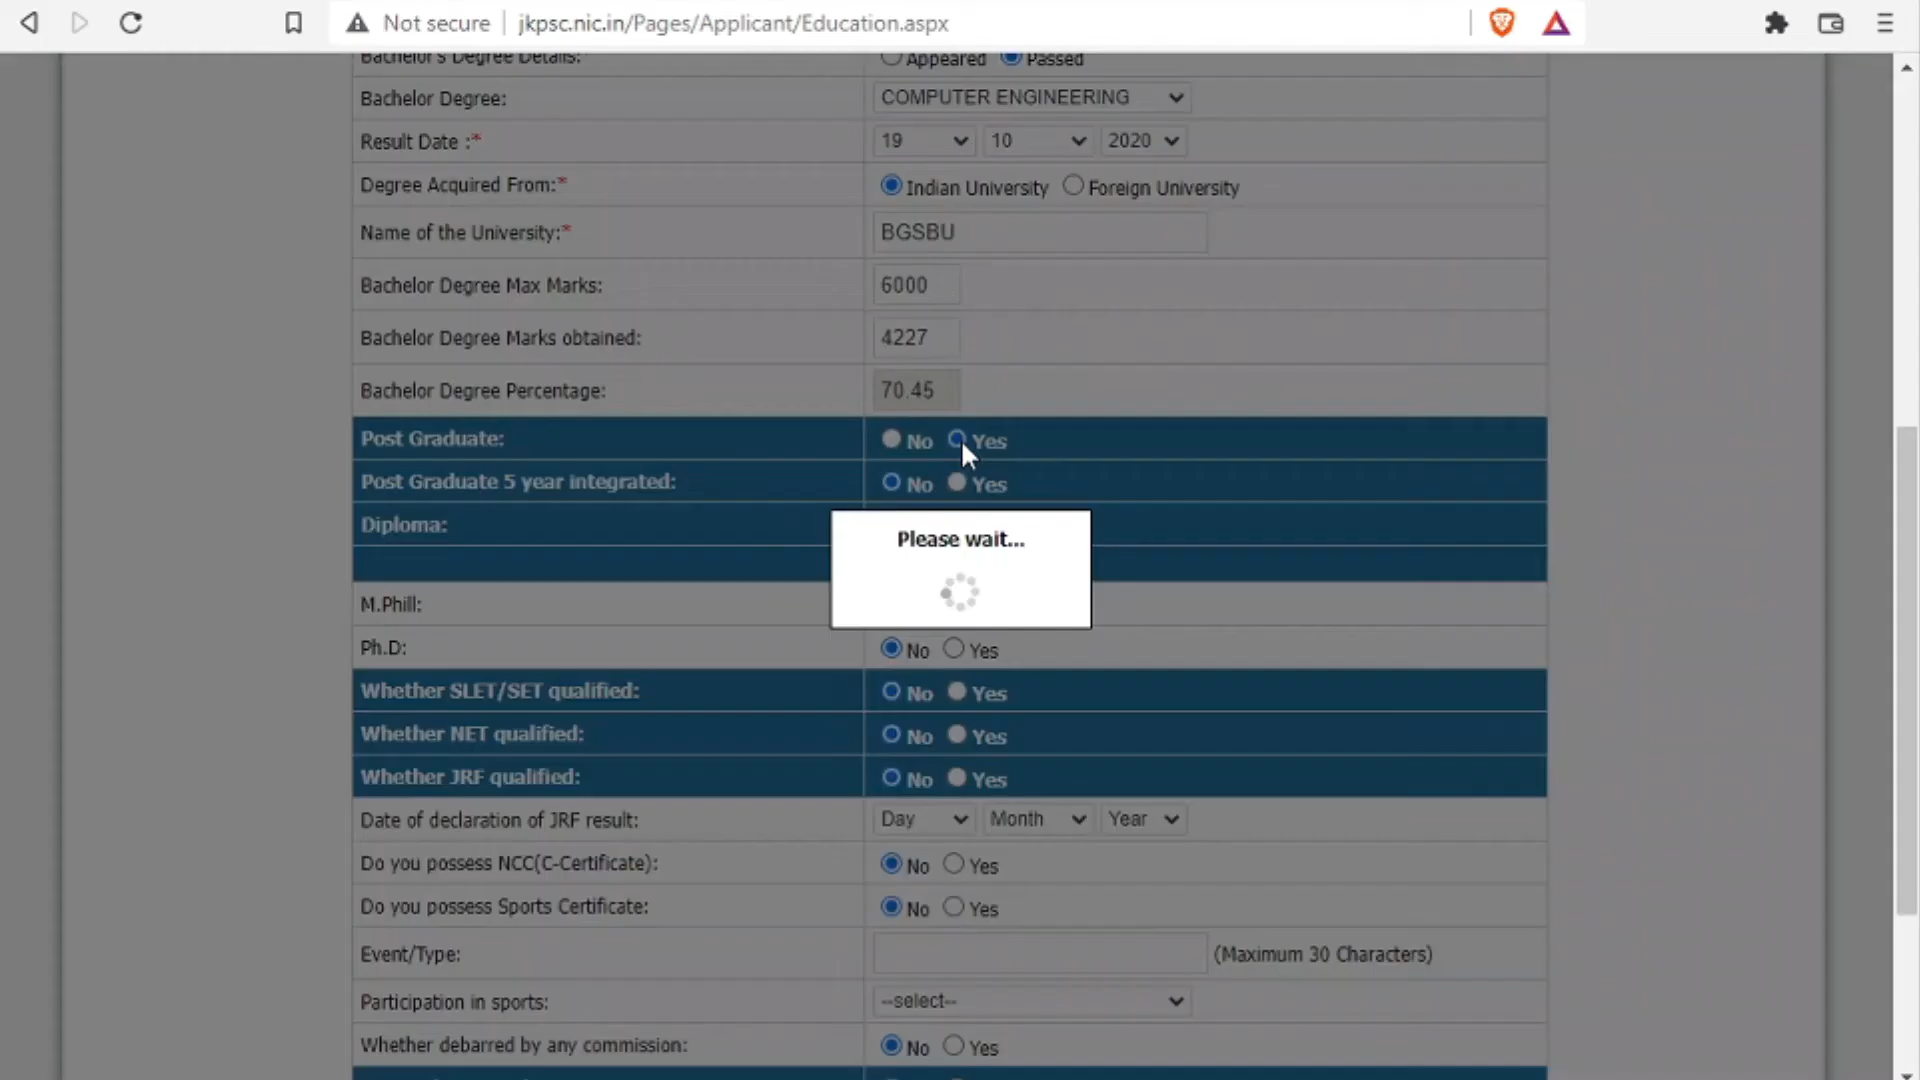 Not secure | jkpsc.nic.in/Pages/Applicant/Education.aspx
Bachelor's Degree Details: Appeared Passed
Bachelor Degree: COMPUTER ENGINEERING
Result Date :* 19 10 2020
Degree Acquired From:* Indian University Foreign University
Name of the University:* BGSBU
Bachelor Degree Max Marks: 6000
Bachelor Degree Marks obtained: 4227
Bachelor Degree Percentage: 70.45
Post Graduate: No Yes
Post Graduate 5 year integrated: No Yes
Diploma:
Please wait...
M.Phill:
Ph.D: No Yes
Whether SLET/SET qualified: No Yes
Whether NET qualified: No Yes
Whether JRF qualified: No Yes
Date of declaration of JRF result: Day Month Year
Do you possess NCC(C-Certificate): No Yes
Do you possess Sports Certificate: No Yes
Event/Type: (Maximum 30 Characters)
Participation in sports: --select--
Whether debarred by any commission: No Yes